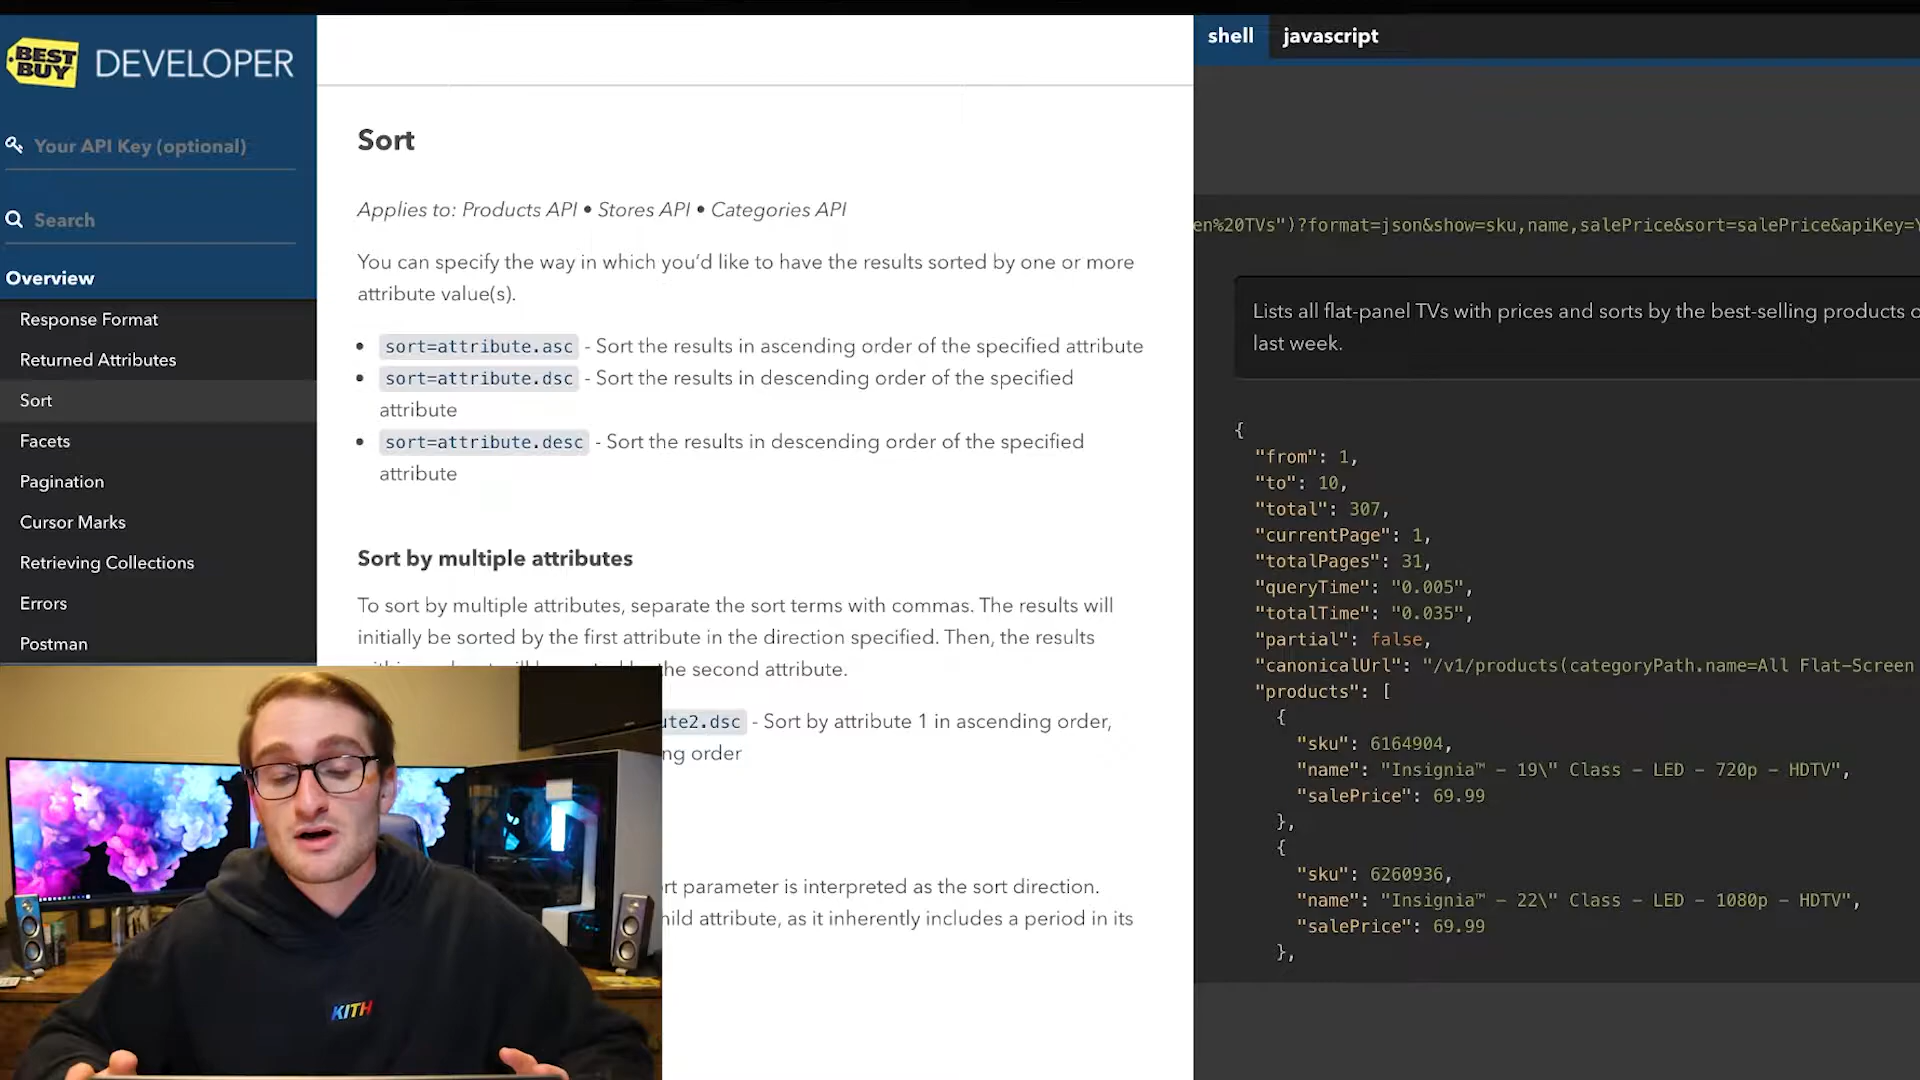 BEST BUY DEVELOPER
Your API Key (optional)
Search
Overview
Response Format
Returned Attributes
Sort
Facets
Pagination
Cursor Marks
Retrieving Collections
Errors
Postman
Sort
Applies to: Products API • Stores API • Categories API
You can specify the way in which you’d like to have the results sorted by one or more
attribute value(s).
• sort=attribute.asc - Sort the results in ascending order of the specified attribute
• sort=attribute.dsc - Sort the results in descending order of the specified
attribute
• sort=attribute.desc - Sort the results in descending order of the specified
attribute
Sort by multiple attributes
To sort by multiple attributes, separate the sort terms with commas. The results will
initially be sorted by the first attribute in the direction specified. Then, the results
the second attribute.
ute2.dsc - Sort by attribute 1 in ascending order,
ng order
rt parameter is interpreted as the sort direction.
hild attribute, as it inherently includes a period in its
KITH
shell javascript
en%20TVs")?format=json&show=sku,name,salePrice&sort=salePrice&apiKey=Y
Lists all flat-panel TVs with prices and sorts by the best-selling products o
last week.
{
"from": 1,
"to": 10,
"total": 307,
"currentPage": 1,
"totalPages": 31,
"queryTime": "0.005",
"totalTime": "0.035",
"partial": false,
"canonicalUrl": "/v1/products(categoryPath.name=All Flat-Screen
"products": [
{
"sku": 6164904,
"name": "Insignia™ – 19\" Class – LED – 720p – HDTV",
"salePrice": 69.99
},
{
"sku": 6260936,
"name": "Insignia™ – 22\" Class – LED – 1080p – HDTV",
"salePrice": 69.99
},